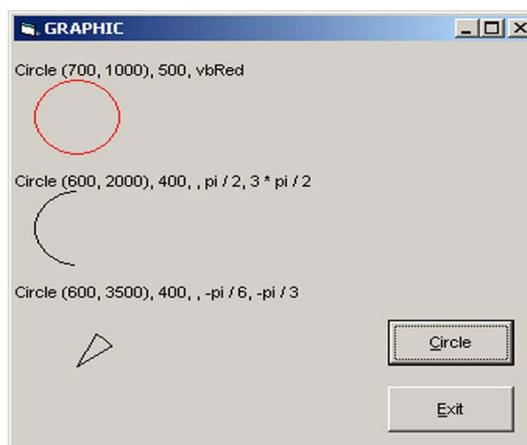 GRAPHIC
Circle (700, 1000), 500, vbRed
Circle (600, 2000), 400, , pi / 2, 3 * pi / 2
Circle (600, 3500), 400, , -pi / 6, -pi / 3
Circle
Exit